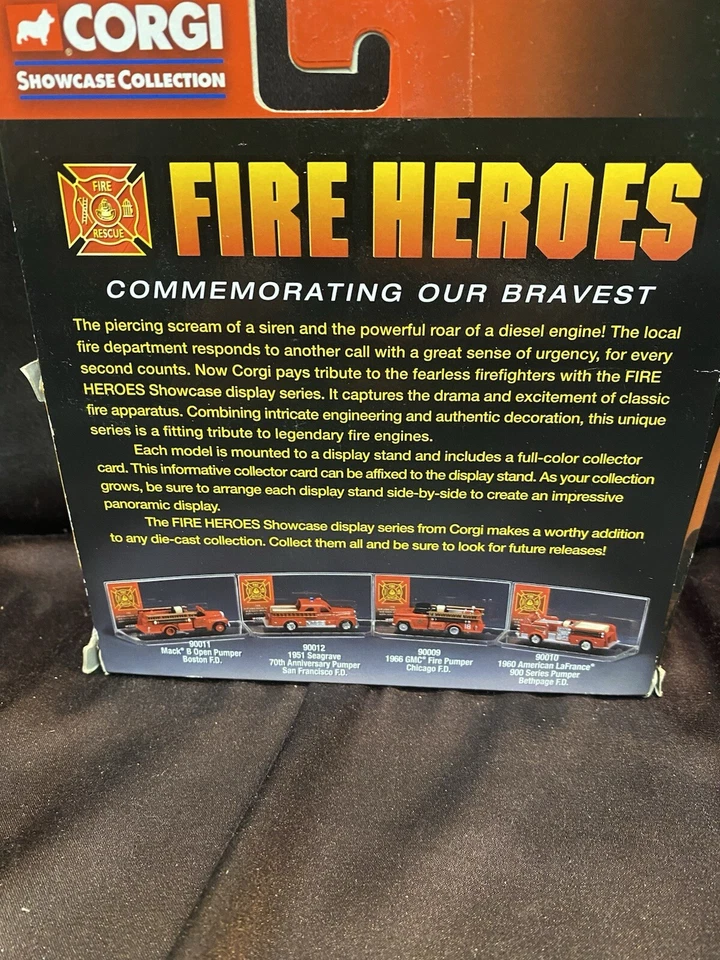 CORGI
SHOWCASE COLLECTION
FIRE
RESCUE
FIRE HEROES
COMMEMORATING OUR BRAVEST
The piercing scream of a siren and the powerful roar of a diesel engine! The local
fire department responds to another call with a great sense of urgency, for every
second counts. Now Corgi pays tribute to the fearless firefighters with the FIRE
HEROES Showcase display series. It captures the drama and excitement of classic
fire apparatus. Combining intricate engineering and authentic decoration, this unique
series is a fitting tribute to legendary fire engines.
Each model is mounted to a display stand and includes a full-color collector
card. This informative collector card can be affixed to the display stand. As your collection
grows, be sure to arrange each display stand side-by-side to create an impressive
panoramic display.
The FIRE HEROES Showcase display series from Corgi makes a worthy addition
to any die-cast collection. Collect them all and be sure to look for future releases!
90011
Mack® B Open Pumper
Boston F.D.
90012
1951 Seagrave
70th Anniversary Pumper
San Francisco F.D.
90009
1966 GMC® Fire Pumper
Chicago F.D.
90010
1960 American LaFrance®
900 Series Pumper
Bethpage F.D.